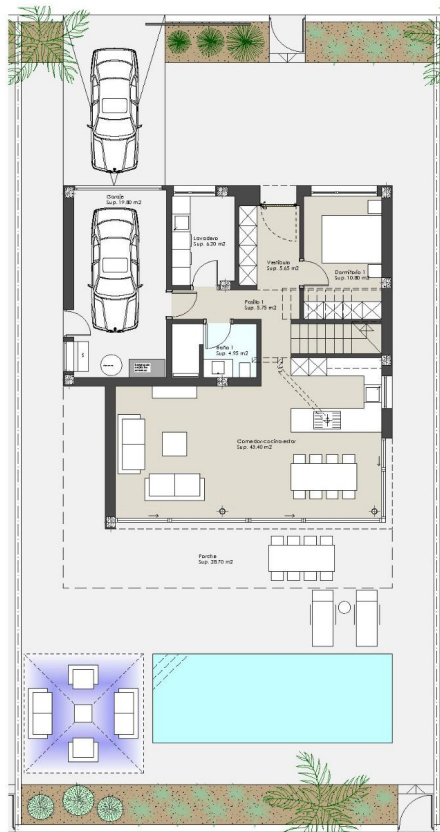 Garaje
Sup. 19.80 m2
Lavadero
Sup. 6.20 m2
Vestíbulo
Sup. 5.65 m2
Dormitorio 1
Sup. 10.80 m2
Pasillo 1
Sup. 5.75 m2
Baño 1
Sup. 4.95 m2
Comedor-cocina-estar
Sup. 43.40 m2
Porche
Sup. 28.70 m2